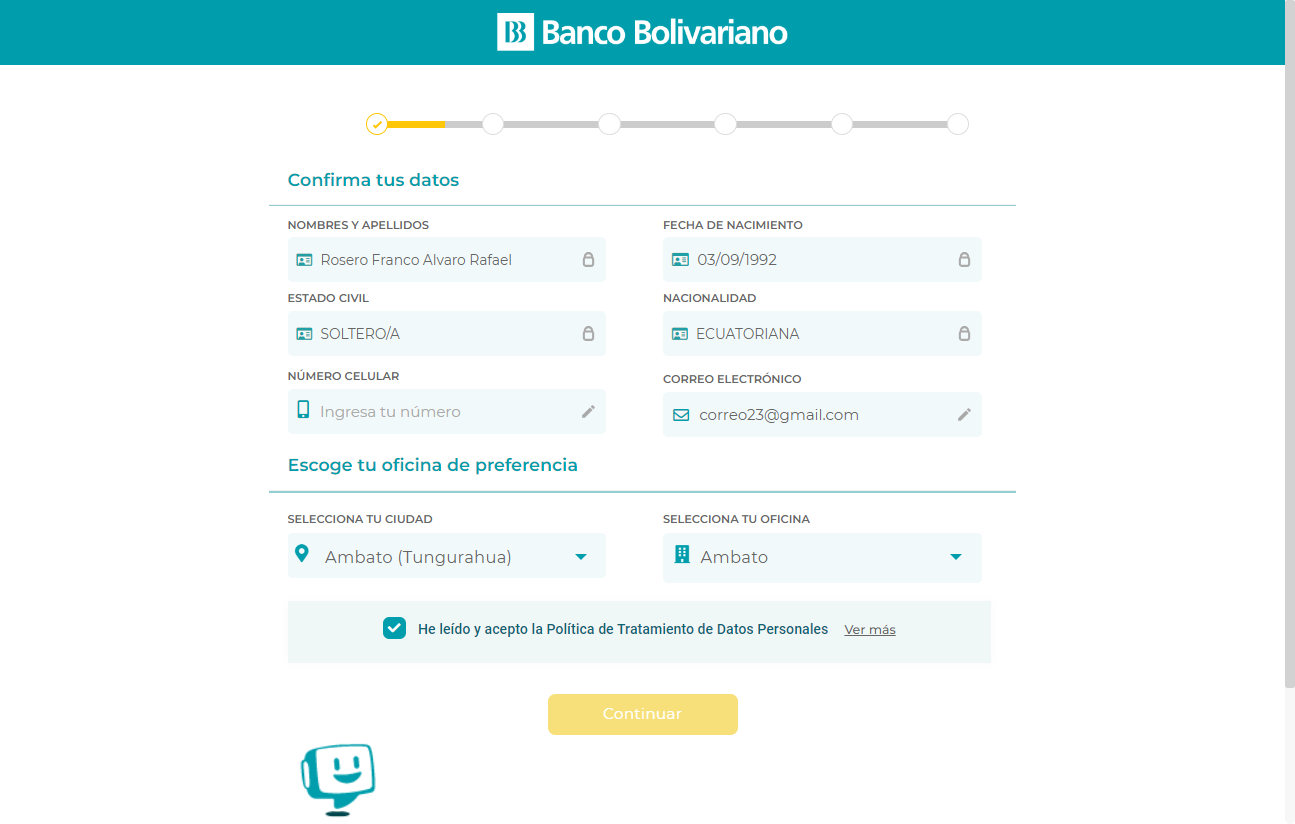 Banco Bolivariano
Confirma tus datos
NOMBRES Y APELLIDOS
Rosero Franco Alvaro Rafael
FECHA DE NACIMIENTO
03/09/1992
ESTADO CIVIL
SOLTERO/A
NACIONALIDAD
ECUATORIANA
NÚMERO CELULAR
Ingresa tu número
CORREO ELECTRÓNICO
correo23@gmail.com
Escoge tu oficina de preferencia
SELECCIONA TU CIUDAD
Ambato (Tungurahua)
SELECCIONA TU OFICINA
Ambato
He leído y acepto la Política de Tratamiento de Datos Personales Ver más
Continuar